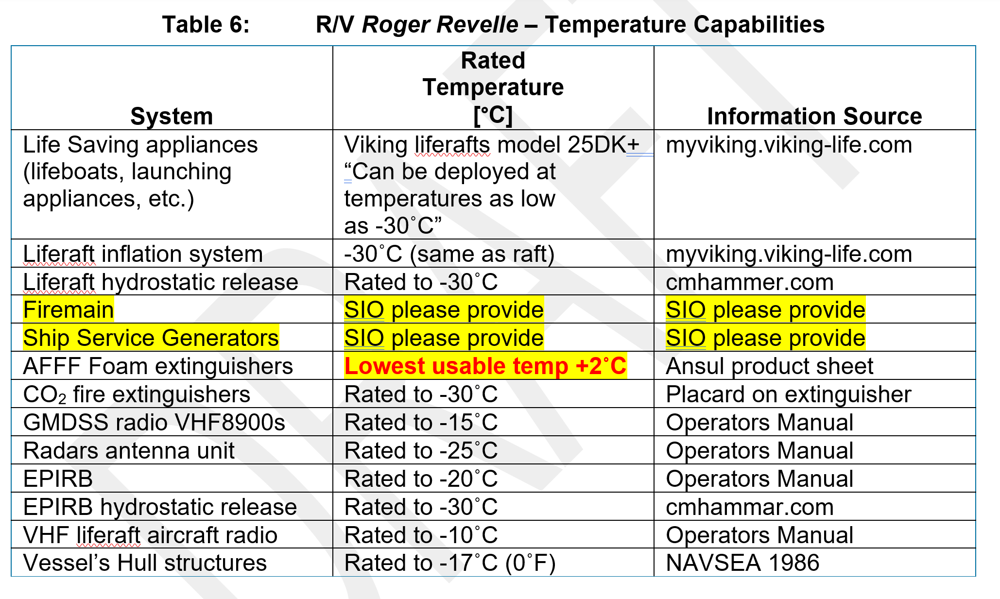 Table 6: R/V Roger Revelle – Temperature Capabilities
System
Rated
Temperature
[°C]
Information Source
Life Saving appliances
(lifeboats, launching
appliances, etc.)
Viking liferafts model 25DK+
“Can be deployed at
temperatures as low
as -30˚C”
myviking.viking-life.com
Liferaft inflation system
-30˚C (same as raft)
myviking.viking-life.com
Liferaft hydrostatic release
Rated to -30˚C
cmhammer.com
Firemain
SIO please provide
SIO please provide
Ship Service Generators
SIO please provide
SIO please provide
AFFF Foam extinguishers
Lowest usable temp +2˚C
Ansul product sheet
CO₂ fire extinguishers
Rated to -30˚C
Placard on extinguisher
GMDSS radio VHF8900s
Rated to -15˚C
Operators Manual
Radars antenna unit
Rated to -25˚C
Operators Manual
EPIRB
Rated to -20˚C
Operators Manual
EPIRB hydrostatic release
Rated to -30˚C
cmhammar.com
VHF liferaft aircraft radio
Rated to -10˚C
Operators Manual
Vessel’s Hull structures
Rated to -17˚C (0˚F)
NAVSEA 1986
DRAFT